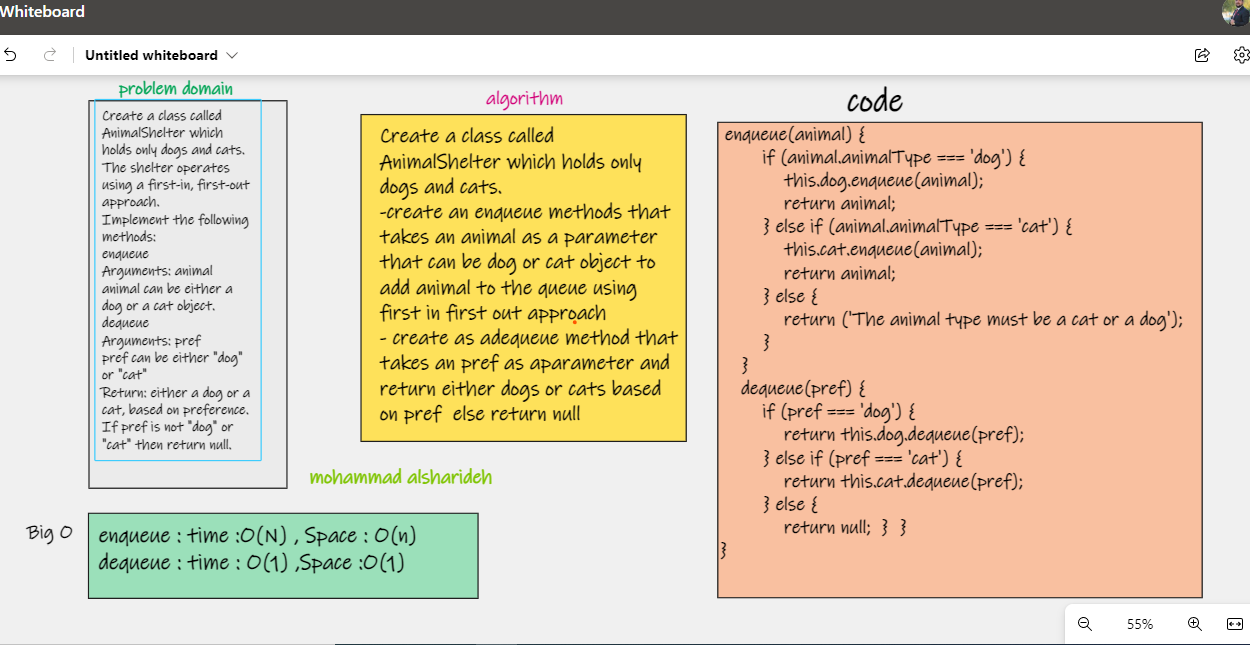 Whiteboard
Untitled whiteboard
problem domain
Create a class called
AnimalShelter which
holds only dogs and cats.
The shelter operates
using a first-in, first-out
approach.
Implement the following
methods:
enqueue
Arguments: animal
animal can be either a
dog or a cat object.
dequeue
Arguments: pref
pref can be either "dog"
or "cat"
Return: either a dog or a
cat, based on preference.
If pref is not "dog" or
"cat" then return null.
algorithm
Create a class called
AnimalShelter which holds only
dogs and cats.
-create an enqueue methods that
takes an animal as a parameter
that can be dog or cat object to
add animal to the queue using
first in first out approach
- create as adequeue method that
takes an pref as aparameter and
return either dogs or cats based
on pref else return null
mohammad alsharideh
Big O
enqueue : time :O(N) , Space : O(n)
dequeue : time : O(1) ,Space :O(1)
code
enqueue(animal) {
if (animal.animalType === 'dog') {
this.dog.enqueue(animal);
return animal;
} else if (animal.animalType === 'cat') {
this.cat.enqueue(animal);
return animal;
} else {
return ('The animal type must be a cat or a dog');
}
}
dequeue(pref) {
if (pref === 'dog') {
return this.dog.dequeue(pref);
} else if (pref === 'cat') {
return this.cat.dequeue(pref);
} else {
return null; } }
}
55%